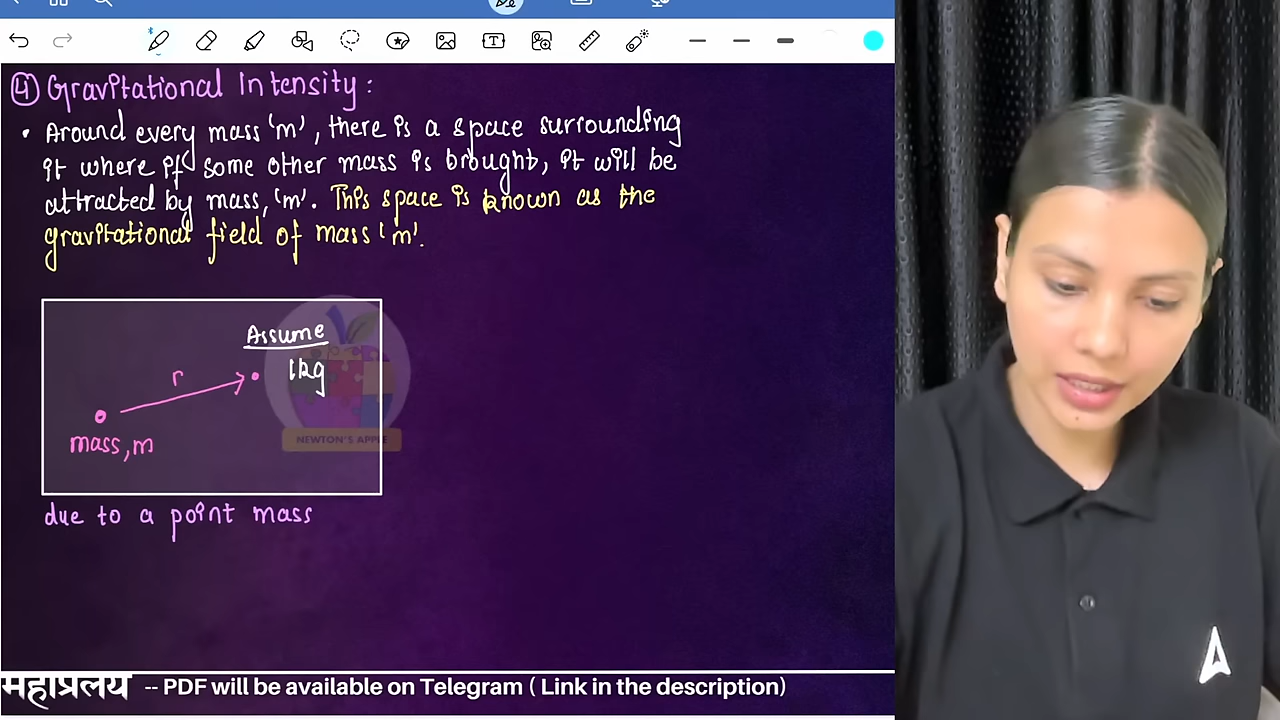 ④ Gravitational Intensity:
• Around every mass 'm', there is a space surrounding
it where if some other mass is brought, it will be
attracted by mass, 'm'. This space is known as the
gravitational field of mass 'm'.
Assume
r
1kg
mass, m
NEWTON'S APPLE
due to a point mass
महाप्रलय -- PDF will be available on Telegram ( Link in the description)